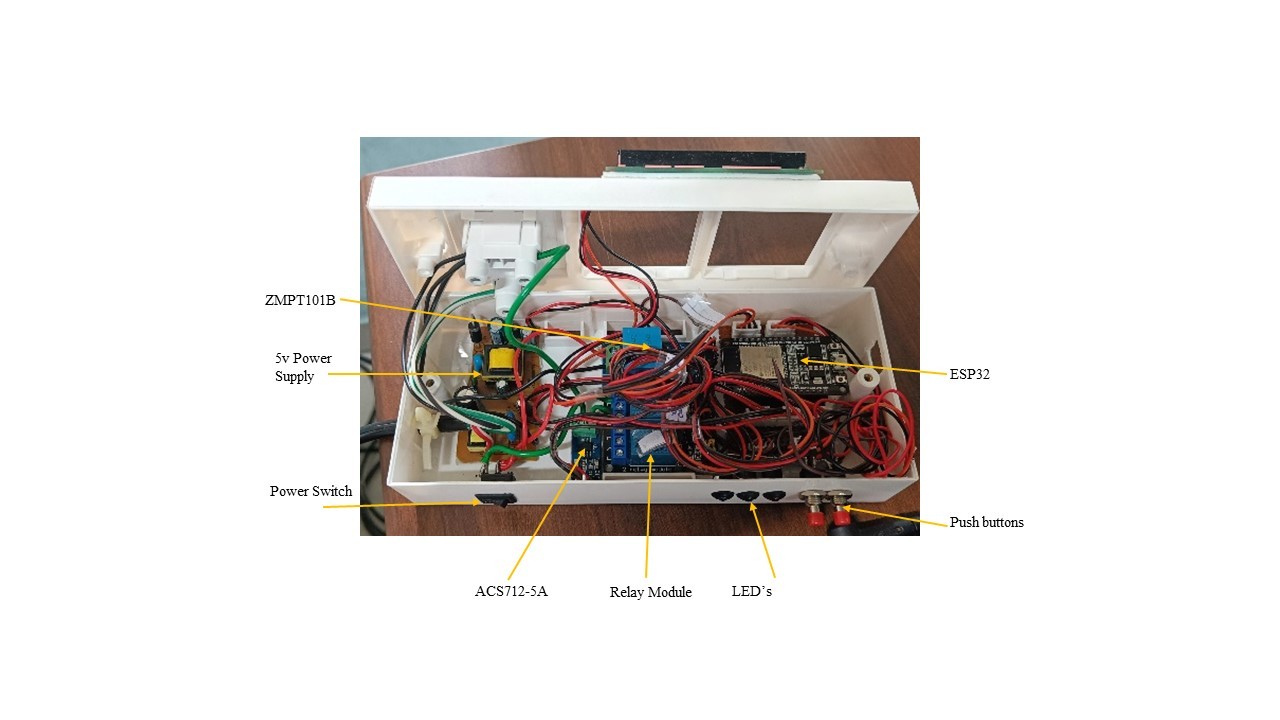 ZMPT101B
5v Power
Supply
ESP32
Power Switch
Push buttons
ACS712-5A
Relay Module
LED’s